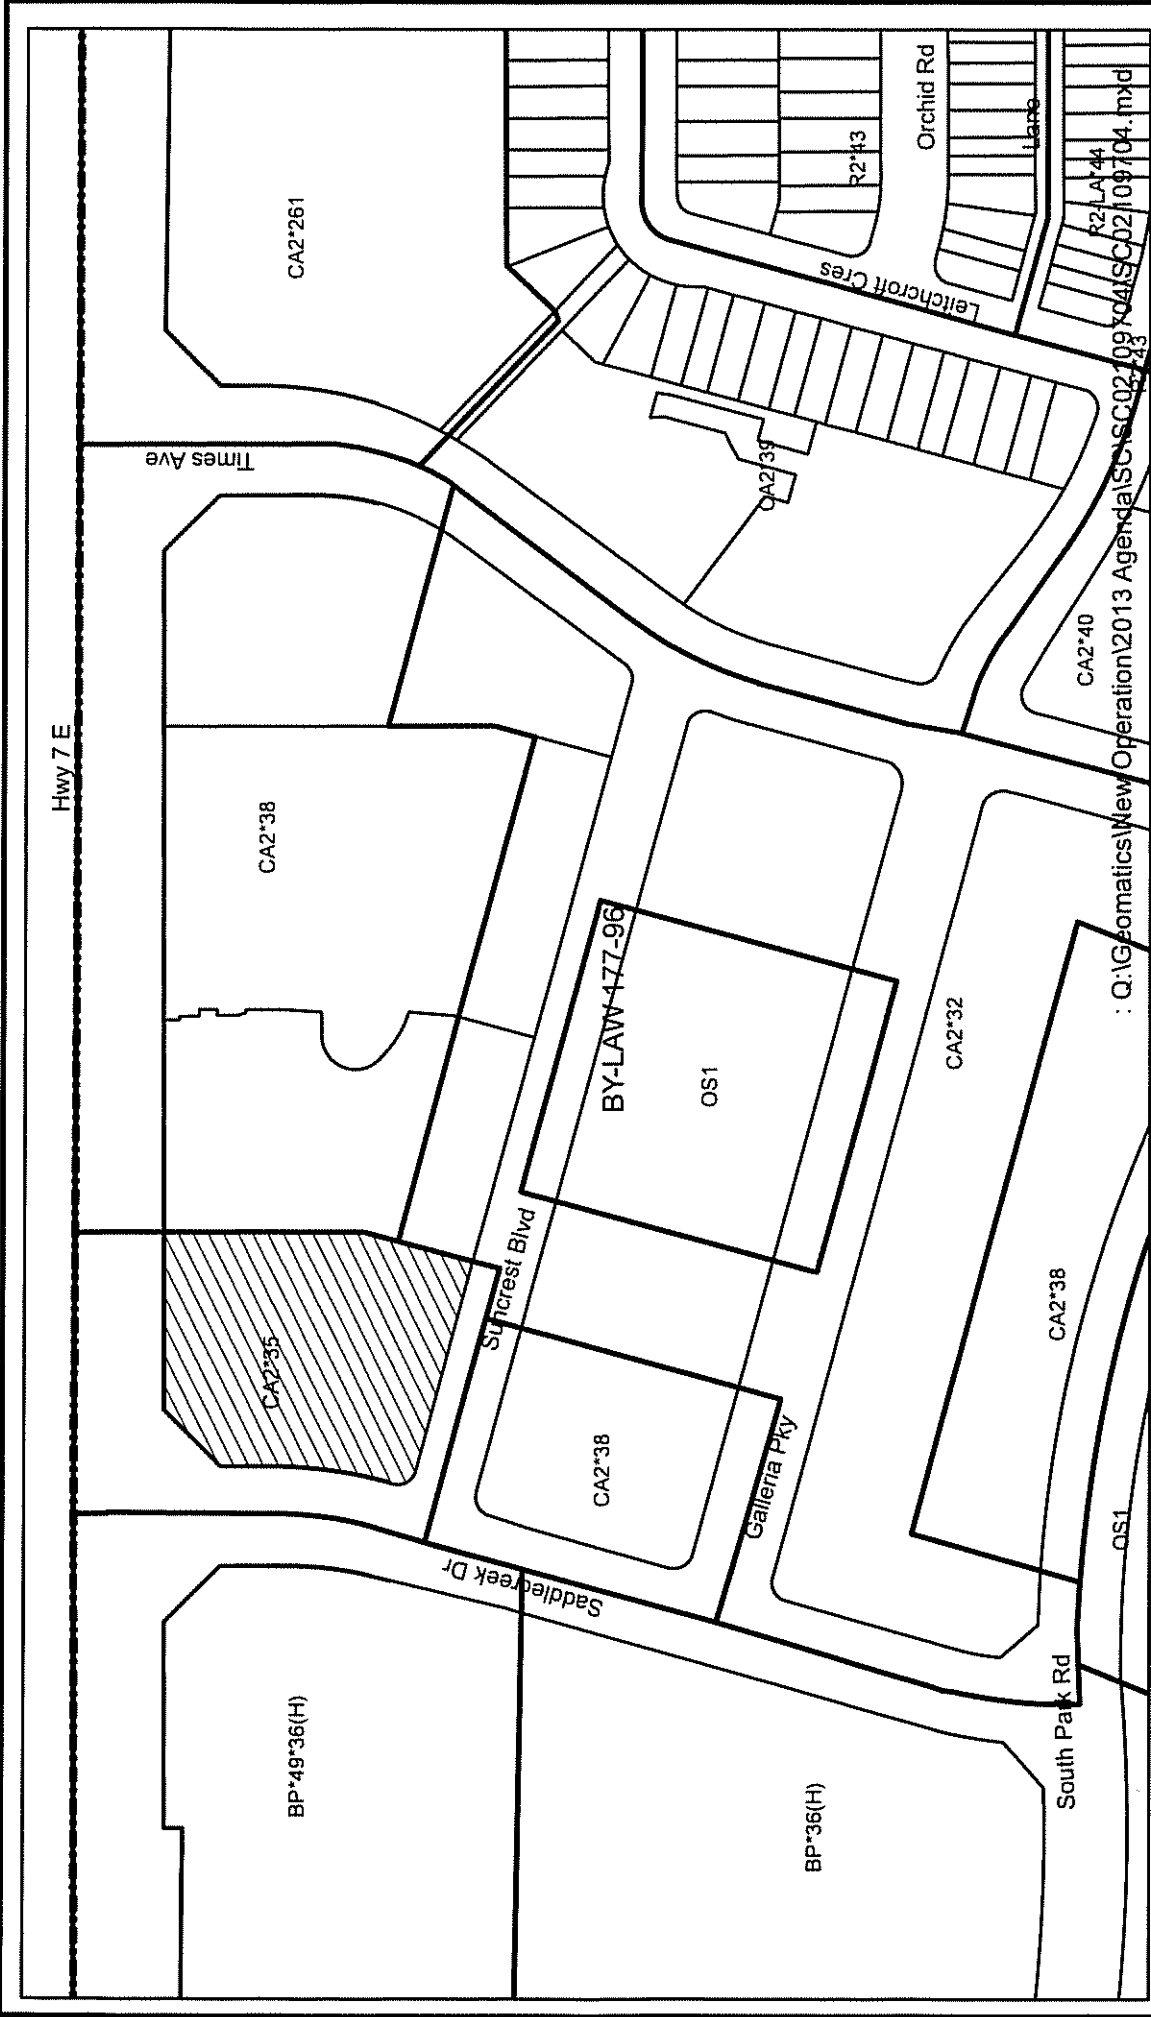 Hwy 7 E
BP*49*36(H)
CA2*35
CA2*38
CA2*261
Times Ave
Saddlecreek Dr
Suncrest Blvd
BY-LAW 177-96
CA2*38
OS1
CA2*39
R2*43
Orchid Rd
Leitchcroft Cres
Lane
Galleria Pky
BP*36(H)
CA2*32
CA2*38
CA2*40
R2-LA*44
South Park Rd
OS1
: Q:\Geomatics\New Operation\2013 Agenda\SC\SC02109704\SC02109704.mxd